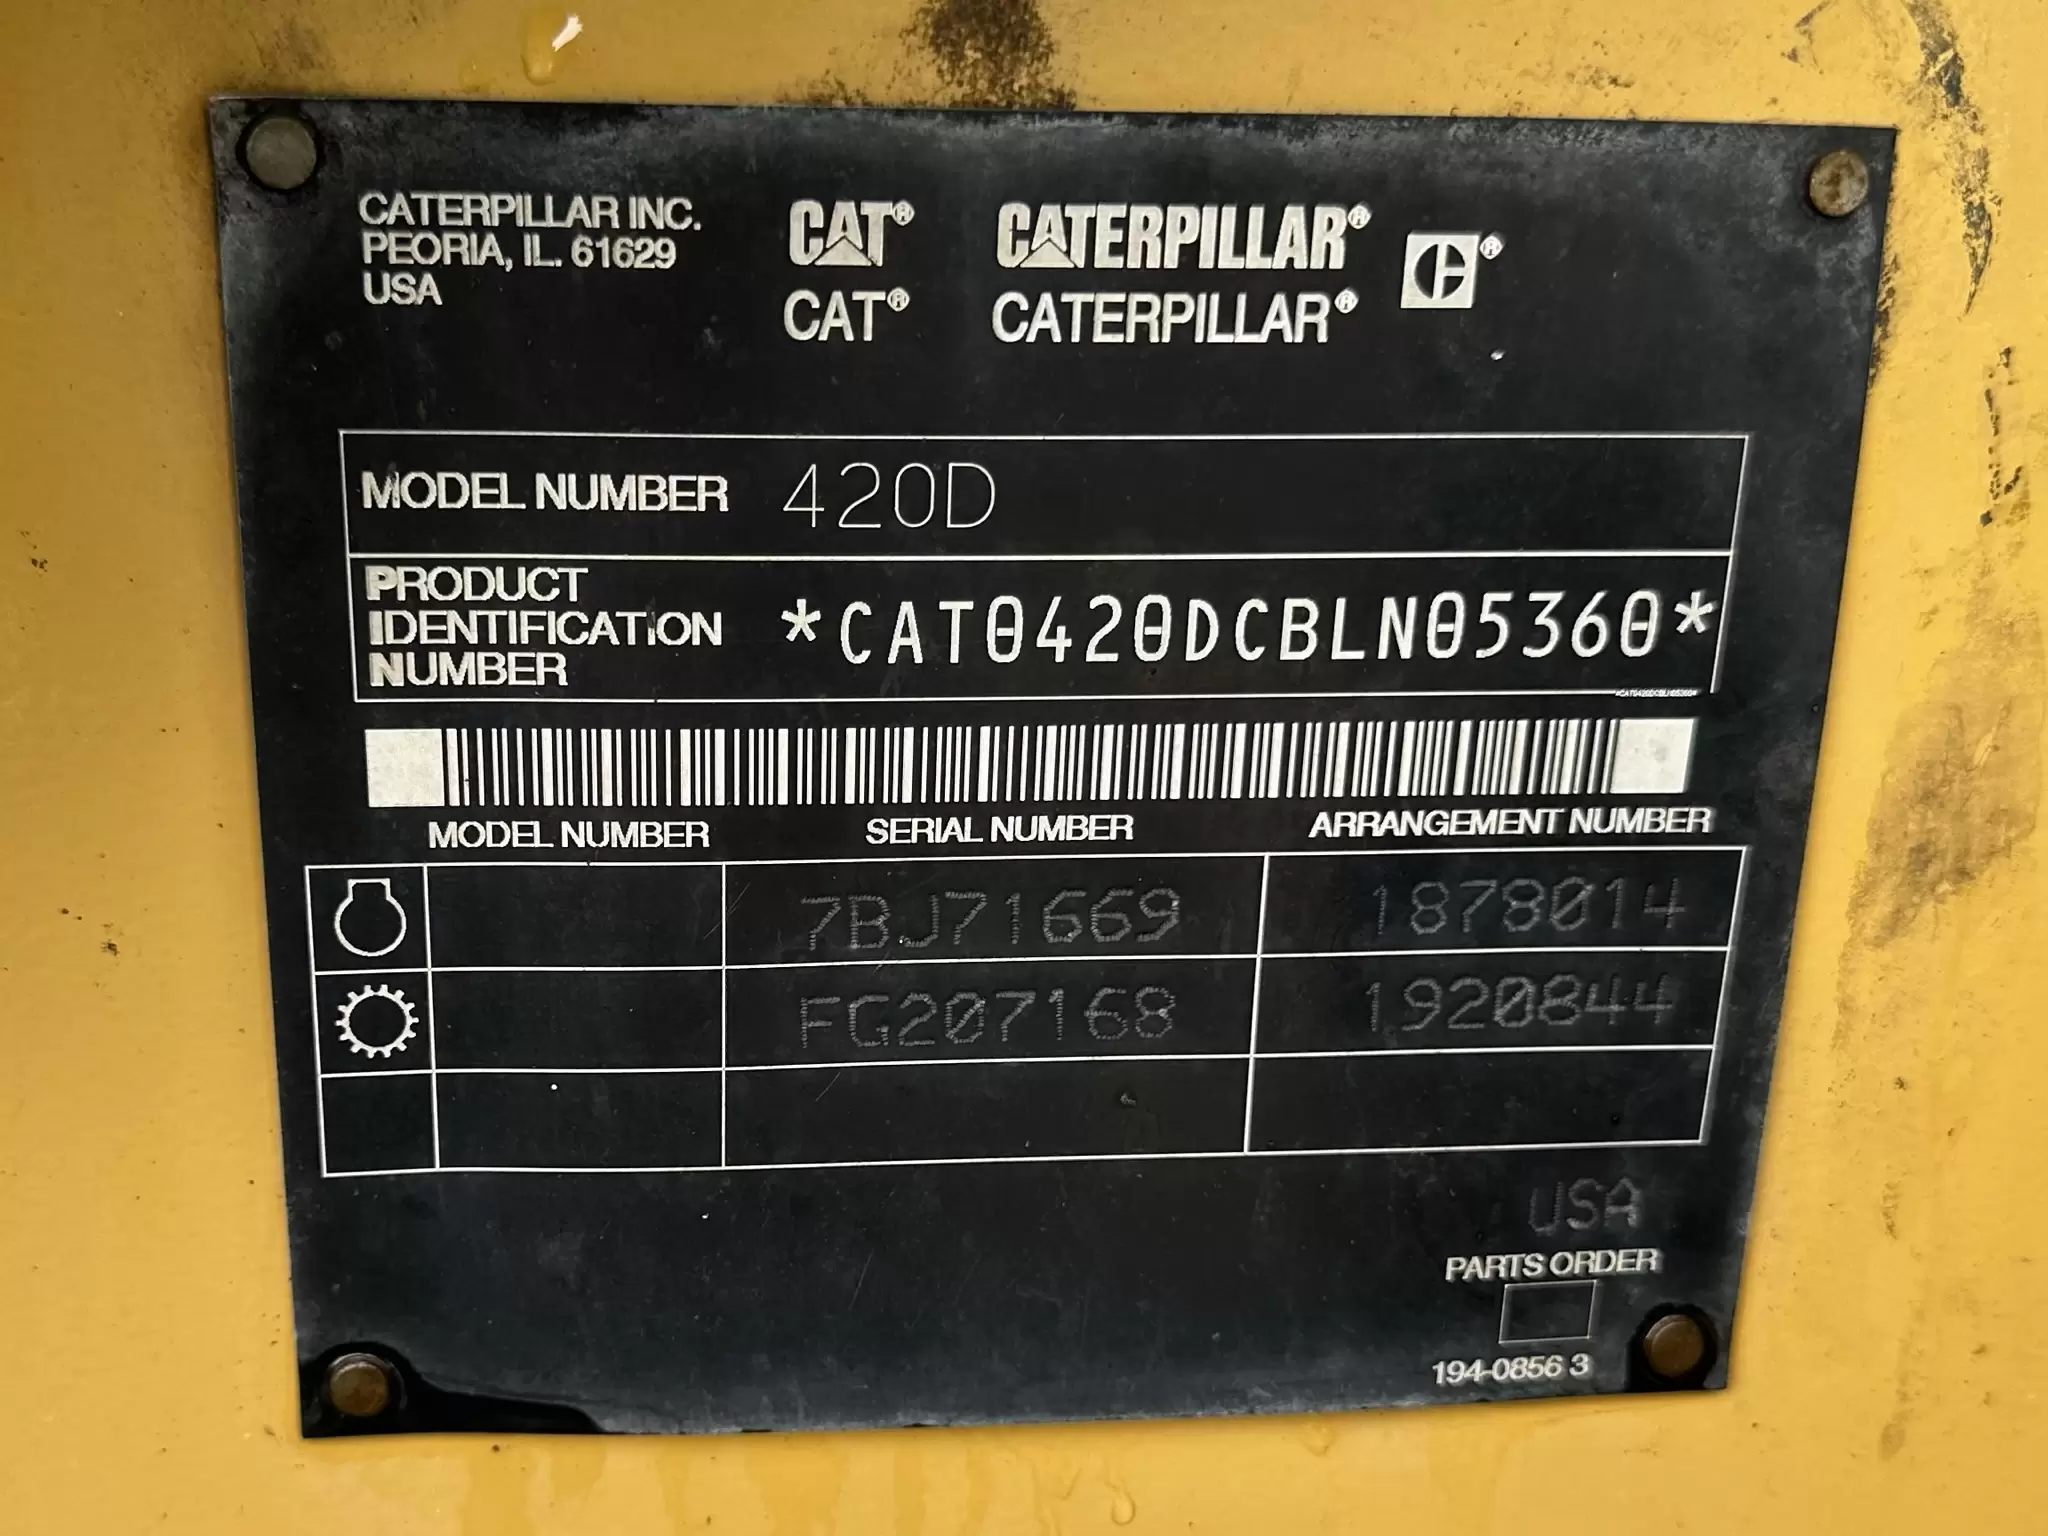 CATERPILLAR INC.
PEORIA, IL. 61629
USA
CAT® CATERPILLAR® C®
CAT® CATERPILLAR®
MODEL NUMBER 420D
PRODUCT
IDENTIFICATION
NUMBER
*CAT0420DCBLN05360*
*CAT0420DCBLN05360*
MODEL NUMBER SERIAL NUMBER ARRANGEMENT NUMBER
7BJ71669 1878014
FG207168 1920844
USA
PARTS ORDER
194-0856 3